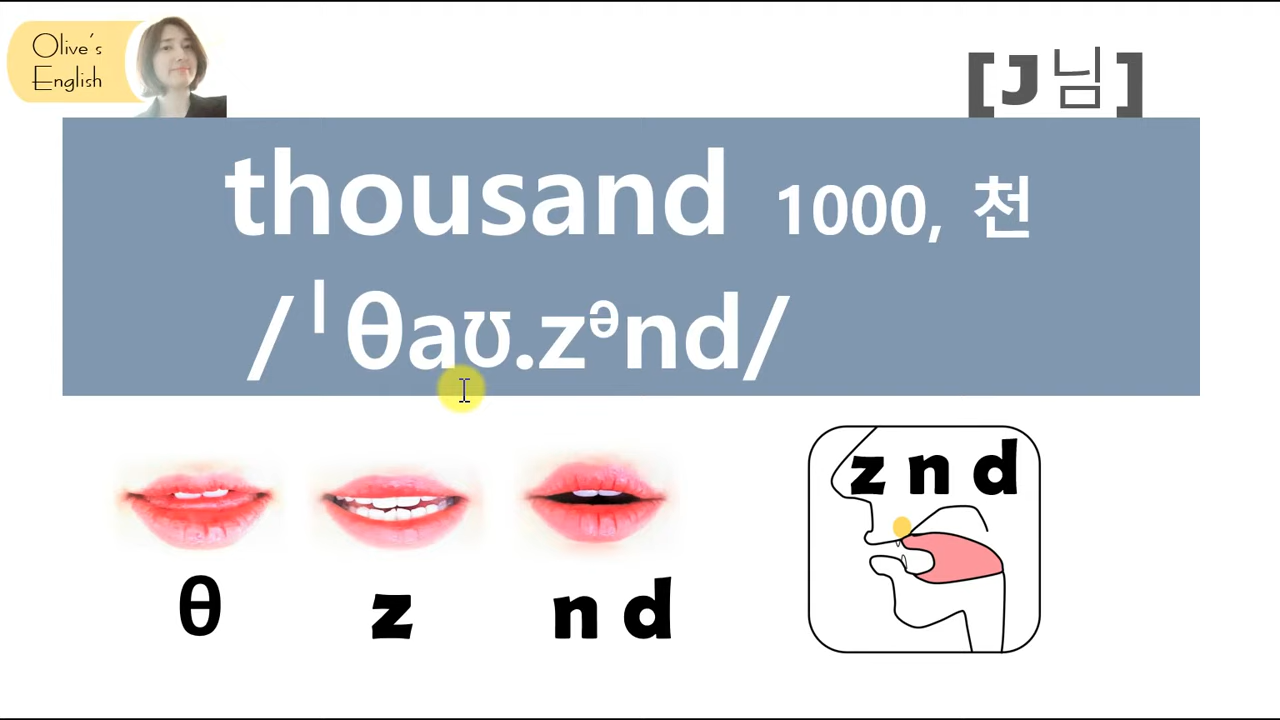 Olive´s
English
[J님]
thousand 1000, 천
/ˈθaʊ.zᵊnd/
z n d
θ z n d